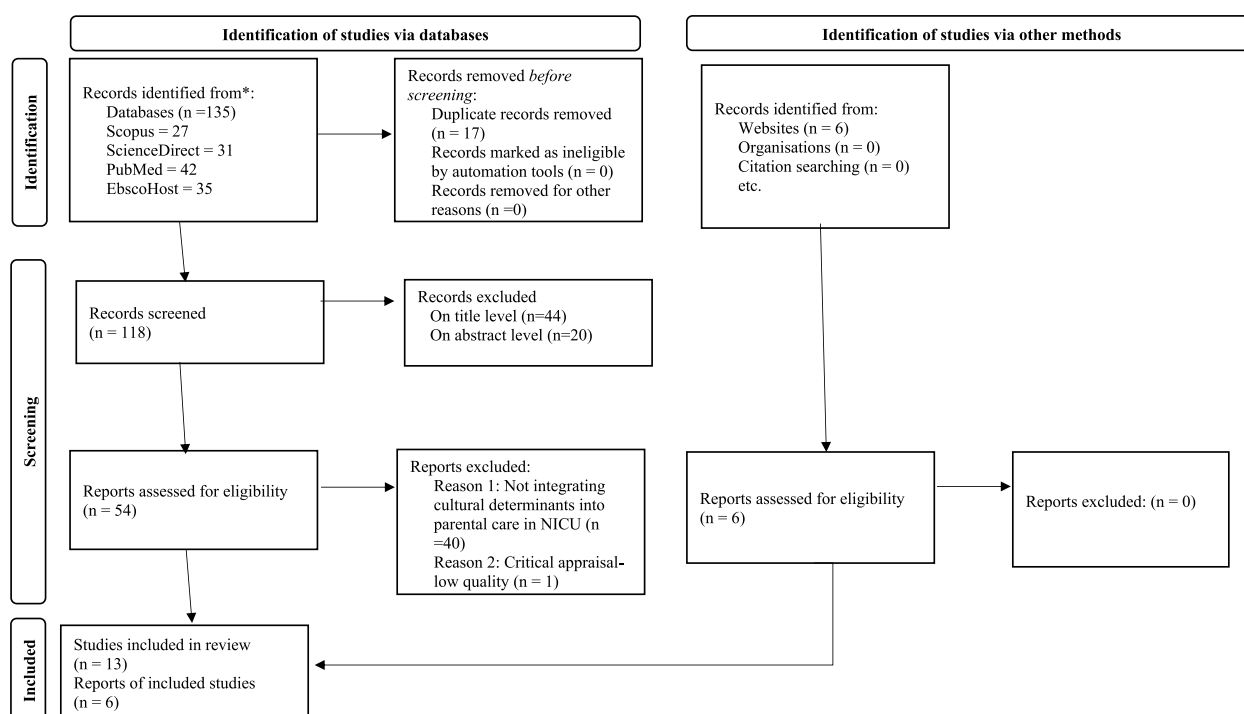 Identification of studies via databases
Identification of studies via other methods
Identification
Records identified from*:
Databases (n =135)
Scopus = 27
ScienceDirect = 31
PubMed = 42
EbscoHost = 35
Records removed before
screening:
Duplicate records removed
(n = 17)
Records marked as ineligible
by automation tools (n = 0)
Records removed for other
reasons (n =0)
Records identified from:
Websites (n = 6)
Organisations (n = 0)
Citation searching (n = 0)
etc.
Screening
Records screened
(n = 118)
Records excluded
On title level (n=44)
On abstract level (n=20)
Reports assessed for eligibility
(n = 54)
Reports excluded:
Reason 1: Not integrating
cultural determinants into
parental care in NICU (n
=40)
Reason 2: Critical appraisal-
low quality (n = 1)
Reports assessed for eligibility
(n = 6)
Reports excluded: (n = 0)
Included
Studies included in review
(n = 13)
Reports of included studies
(n = 6)